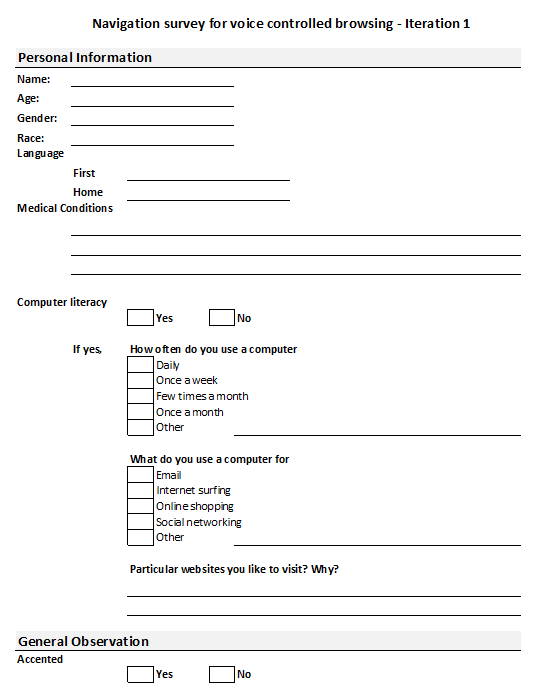 Navigation survey for voice controlled browsing - Iteration 1
Personal Information
Name:
Age:
Gender:
Race:
Language
First
Home
Medical Conditions
Computer literacy
Yes No
If yes, How often do you use a computer
Daily
Once a week
Few times a month
Once a month
Other
What do you use a computer for
Email
Internet surfing
Online shopping
Social networking
Other
Particular websites you like to visit? Why?
General Observation
Accented
Yes No